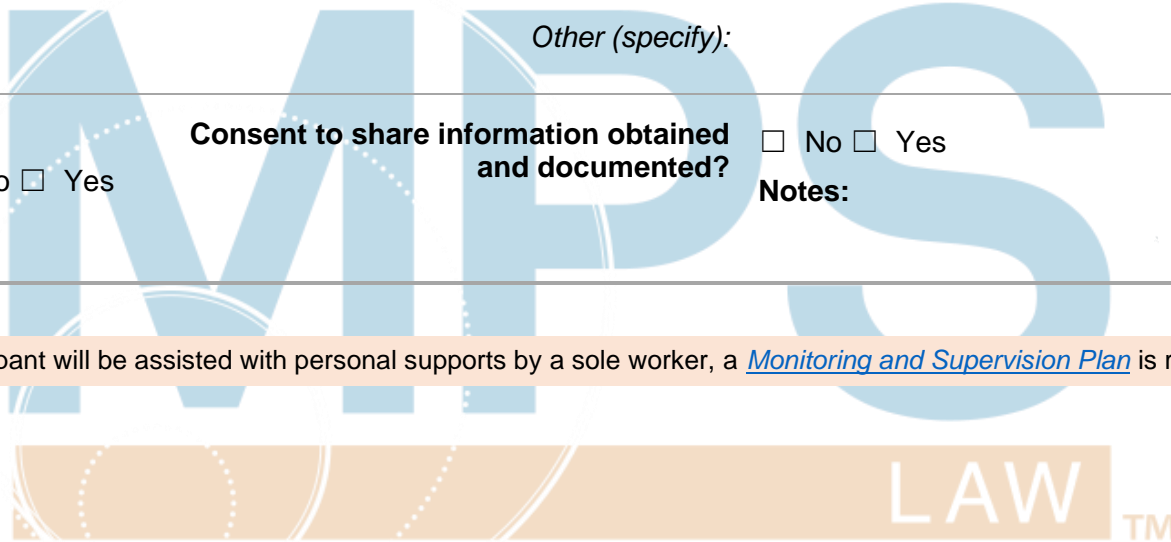 Other (specify):
Consent to share information obtained
and documented?
☐ No ☐ Yes
☐ Yes
Notes:
will be assisted with personal supports by a sole worker, a Monitoring and Supervision Plan is
MPS
LAW
TM